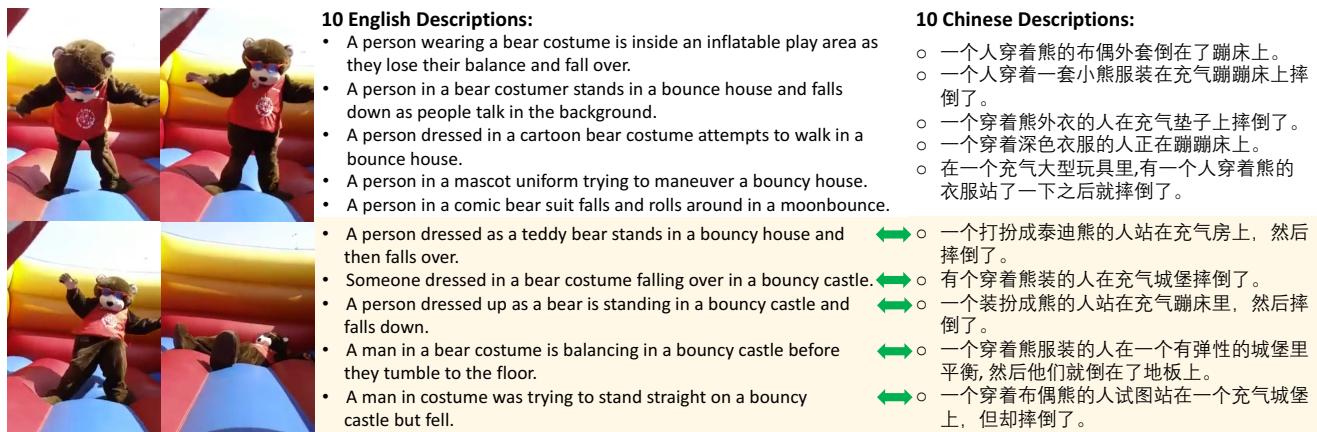 10 English Descriptions:
• A person wearing a bear costume is inside an inflatable play area as
they lose their balance and fall over.
• A person in a bear costumer stands in a bounce house and falls
down as people talk in the background.
• A person dressed in a cartoon bear costume attempts to walk in a
bounce house.
• A person in a mascot uniform trying to maneuver a bouncy house.
• A person in a comic bear suit falls and rolls around in a moonbounce.
• A person dressed as a teddy bear stands in a bouncy house and
then falls over.
• Someone dressed in a bear costume falling over in a bouncy castle.
• A person dressed up as a bear is standing in a bouncy castle and
falls down.
• A man in a bear costume is balancing in a bouncy castle before
they tumble to the floor.
• A man in costume was trying to stand straight on a bouncy
castle but fell.
10 Chinese Descriptions:
○ 一个人穿着熊的布偶外套倒在了蹦床上。
○ 一个人穿着一套小熊服装在充气蹦蹦床上摔
倒了。
○ 一个穿着熊外衣的人在充气垫子上摔倒了。
○ 一个穿着深色衣服的人正在蹦蹦床上。
○ 在一个充气大型玩具里,有一个人穿着熊的
衣服站了一下之后就摔倒了。
○ 一个打扮成泰迪熊的人站在充气房上，然后
摔倒了。
○ 有个穿着熊装的人在充气城堡摔倒了。
○ 一个装扮成熊的人站在充气蹦床里，然后摔
倒了。
○ 一个穿着熊服装的人在一个有弹性的城堡里
平衡, 然后他们就倒在了地板上。
○ 一个穿着布偶熊的人试图站在一个充气城堡
上，但却摔倒了。